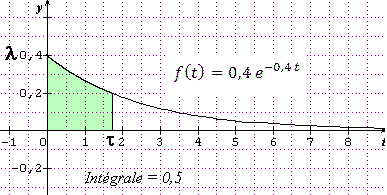 y
λ 0,4
f(t) = 0,4 e^{-0,4 t}
0,2
-1 0 1 τ 2 3 4 5 6 7 8 t
-0,2
Intégrale = 0,5